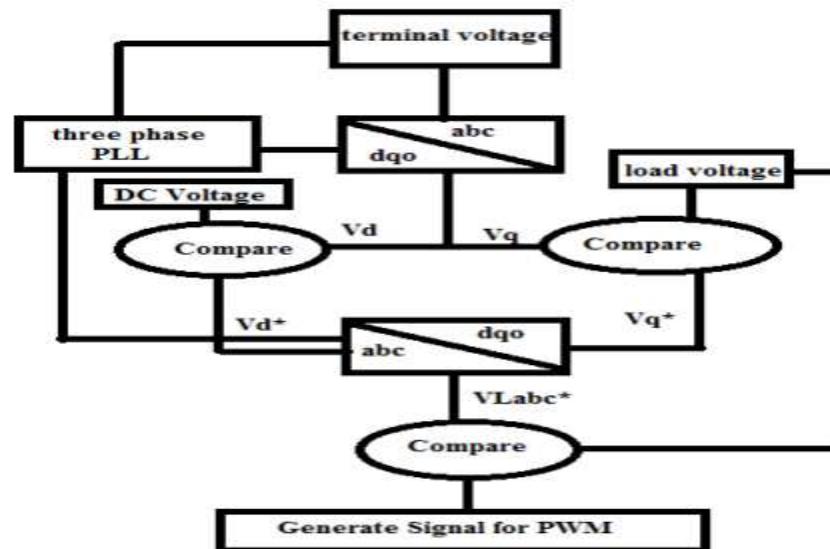 terminal voltage
three phase
PLL
abc
dqo
DC Voltage
load voltage
Compare
Vd
Vq
Compare
Vd*
abc
dqo
Vq*
VLabc*
Compare
Generate Signal for PWM